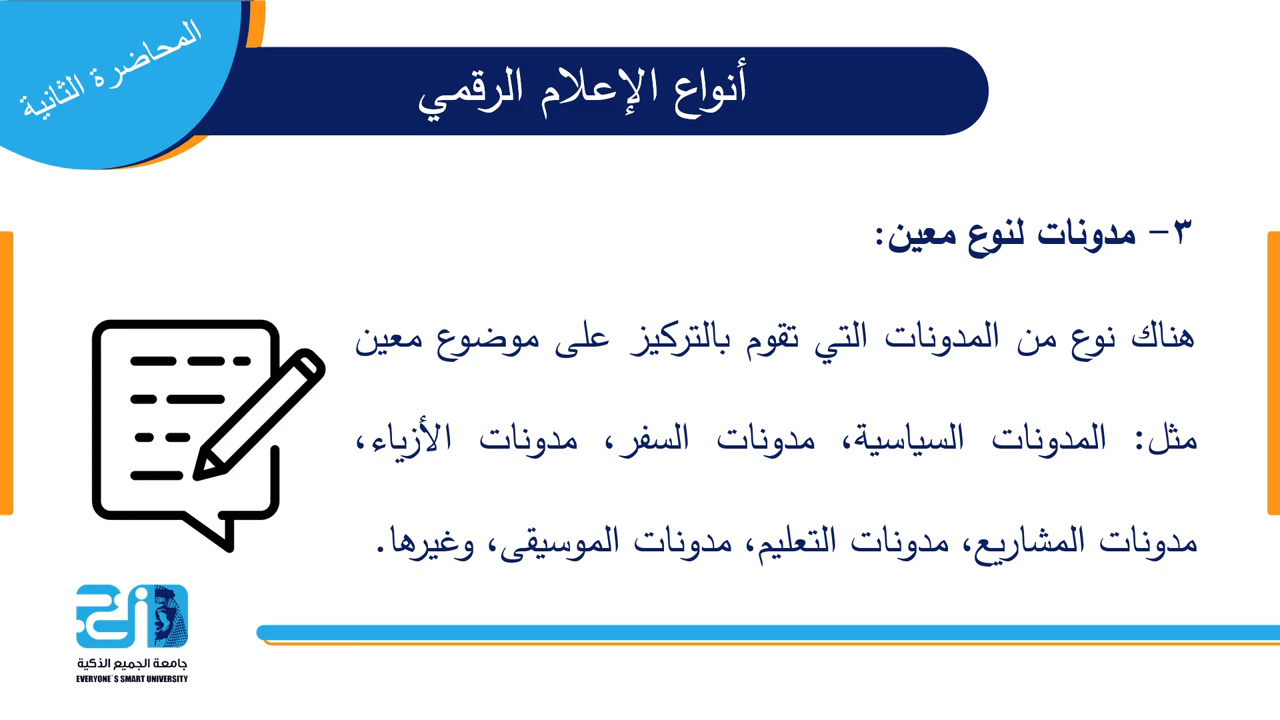 المحاضرة الثانية
أنواع الإعلام الرقمي
٣- مدونات لنوع معين:
هناك نوع من المدونات التي تقوم بالتركيز على موضوع معين
مثل: المدونات السياسية، مدونات السفر، مدونات الأزياء،
مدونات المشاريع، مدونات التعليم، مدونات الموسيقى، وغيرها.
جامعة الجميع الذكية
EVERYONE`S SMART UNIVERSITY